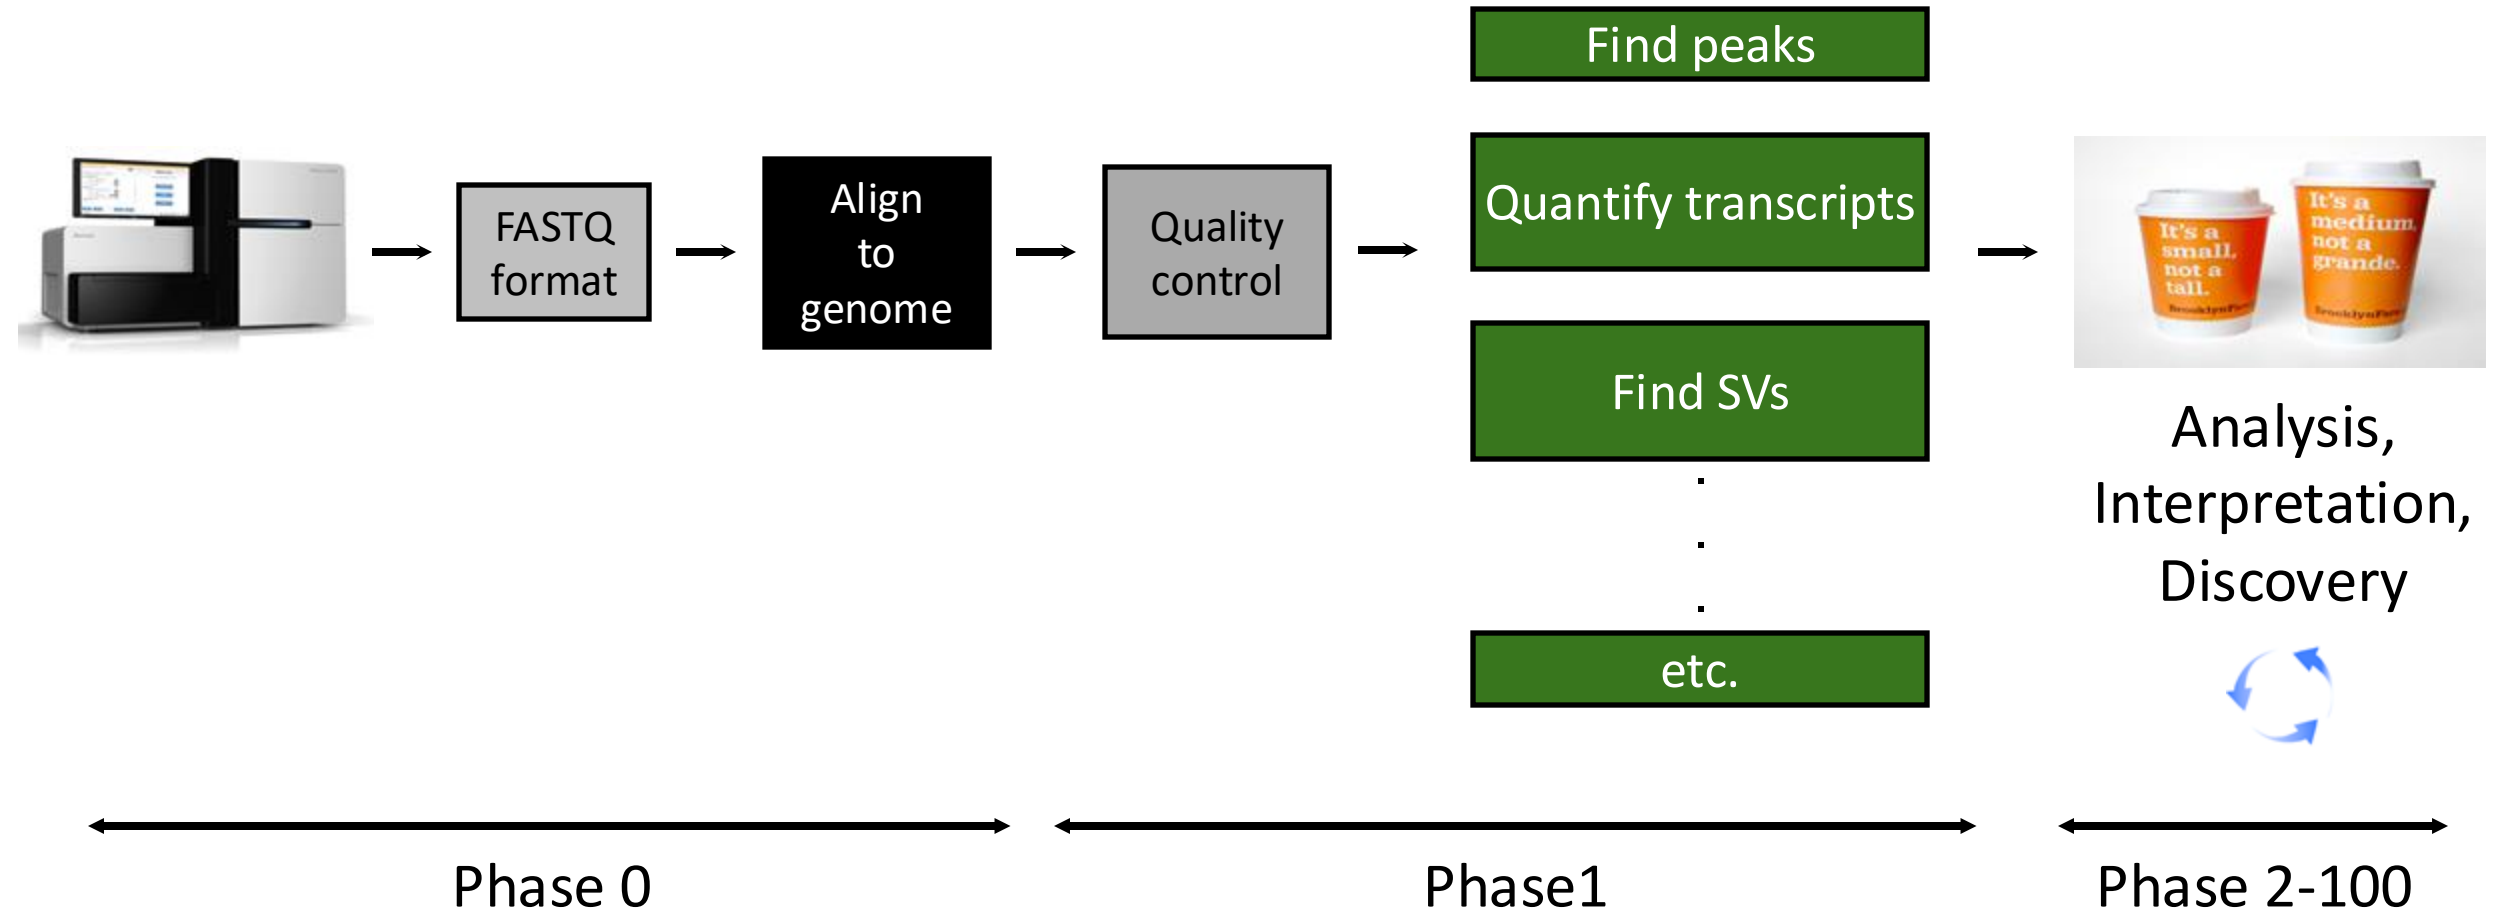 Find peaks
Quantify transcripts
Find SVs
etc.
FASTQ
format
Align
to
genome
Quality
control
It's a
small,
not a
tall.
It's a
medium,
not a
grande.
Analysis,
Interpretation,
Discovery
Phase 0
Phase1
Phase 2-100